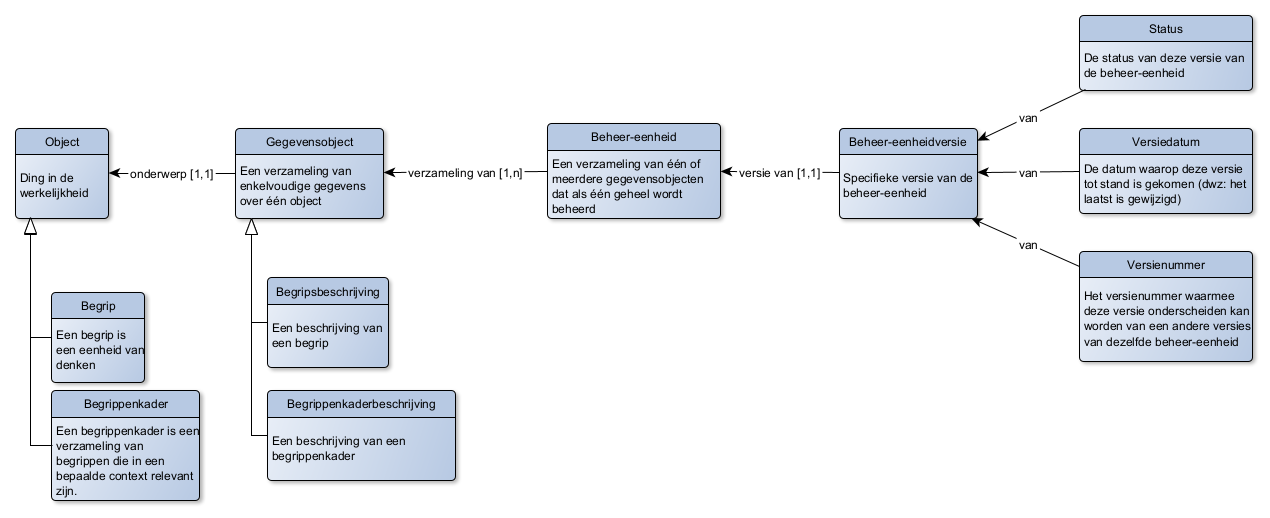 Status
De status van deze versie van
de beheer-eenheid
van
Object
Ding in de
werkelijkheid
onderwerp [1,1]
Gegevensobject
Een verzameling van
enkelvoudige gegevens
over één object
verzameling van [1,n]
Beheer-eenheid
Een verzameling van één of
meerdere gegevensobjecten
dat als één geheel wordt
beheerd
versie van [1,1]
Beheer-eenheidversie
Specifieke versie van de
beheer-eenheid
van
Versiedatum
De datum waarop deze versie
tot stand is gekomen (dwz: het
laatst is gewijzigd)
van
Versienummer
Het versienummer waarmee
deze versie onderscheiden kan
worden van een andere versies
van dezelfde beheer-eenheid
Begrip
Een begrip is
een eenheid van
denken
Begripsbeschrijving
Een beschrijving van
een begrip
Begrippenkader
Een begrippenkader is een
verzameling van
begrippen die in een
bepaalde context relevant
zijn.
Begrippenkaderbeschrijving
Een beschrijving van een
begrippenkader